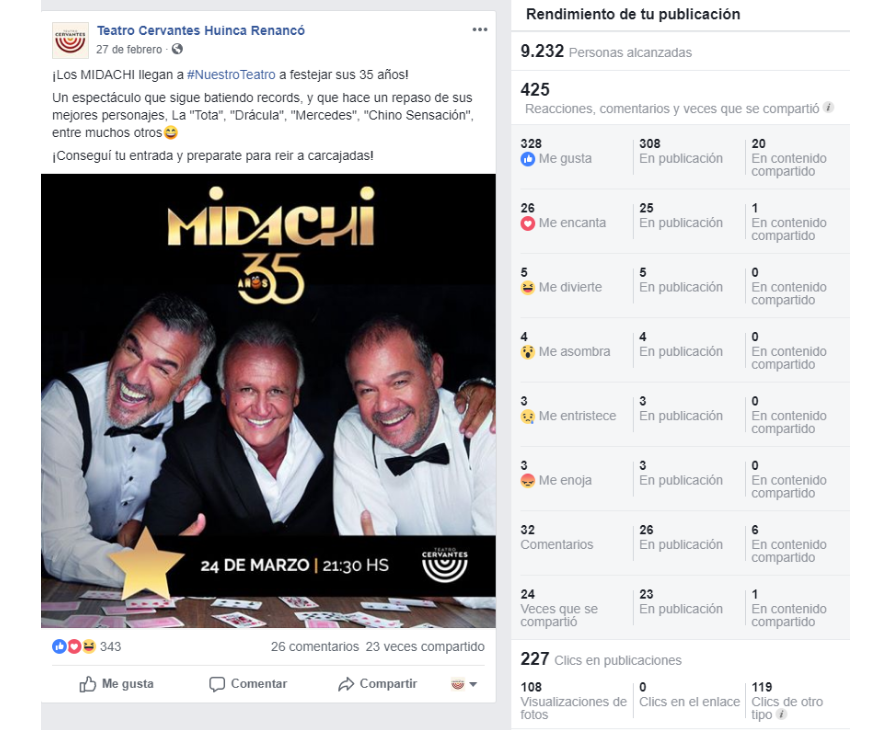 TEATRO
CERVANTES
Teatro Cervantes Huinca Renancó
27 de febrero ·
¡Los MIDACHI llegan a #NuestroTeatro a festejar sus 35 años!
Un espectáculo que sigue batiendo records, y que hace un repaso de sus
mejores personajes, La "Tota", "Drácula", "Mercedes", "Chino Sensación",
entre muchos otros😄
¡Conseguí tu entrada y preparate para reir a carcajadas!
MIDACHI
35
AÑOS
24 DE MARZO | 21:30 HS
TEATRO
CERVANTES
343
26 comentarios 23 veces compartido
Me gusta
Comentar
Compartir
Rendimiento de tu publicación
9.232 Personas alcanzadas
425
Reacciones, comentarios y veces que se compartió i
328 308 20
Me gusta En publicación En contenido
compartido
26 25 1
Me encanta En publicación En contenido
compartido
5 5 0
Me divierte En publicación En contenido
compartido
4 4 0
Me asombra En publicación En contenido
compartido
3 3 0
Me entristece En publicación En contenido
compartido
3 3 0
Me enoja En publicación En contenido
compartido
32 26 6
Comentarios En publicación En contenido
compartido
24 23 1
Veces que se En publicación En contenido
compartió compartido
227 Clics en publicaciones
108 0 119
Visualizaciones de Clics en el enlace Clics de otro
fotos tipo i